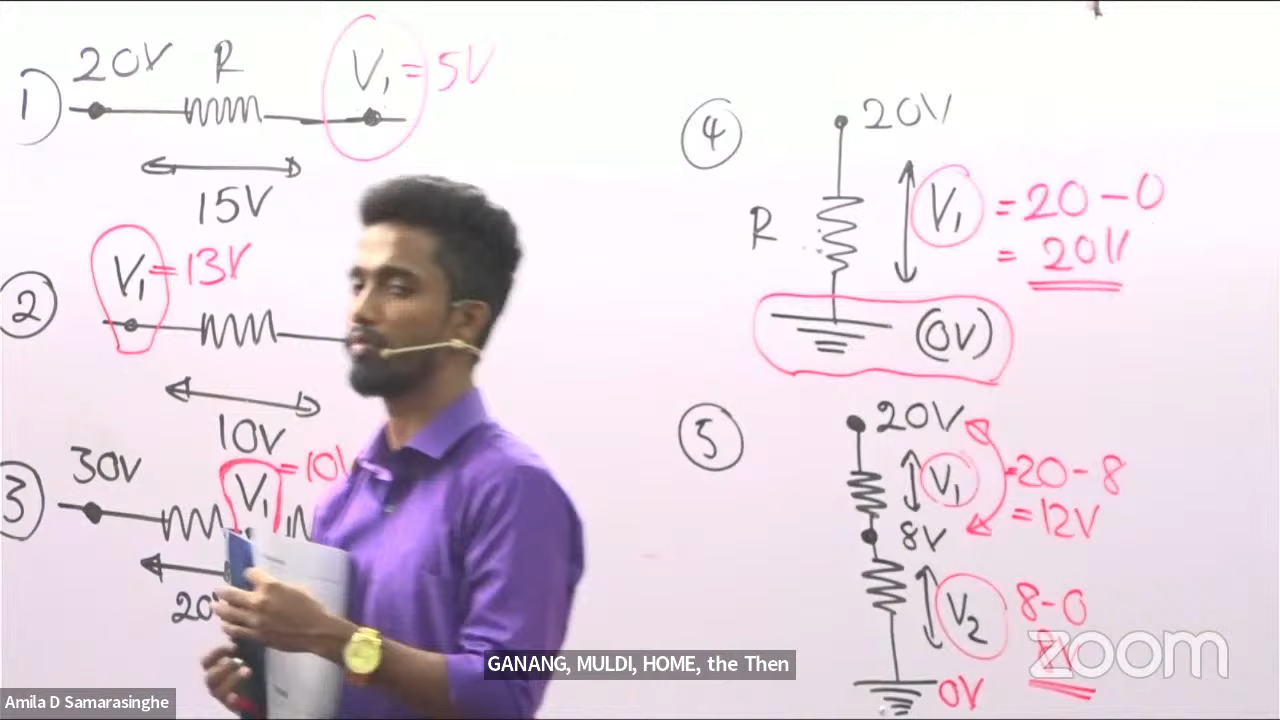 1)
20V
R
V₁ = 5V
15V
2
V₁ = 13V
10V
3
30V
V₁ = 10
20
4
20V
R
V₁ = 20 - 0
= 20V
(0V)
5
20V
V₁ = 20 - 8
= 12V
8V
V₂ 8-0
0V
zoom
GANANG, MULDI, HOME, the Then
Amila D Samarasinghe